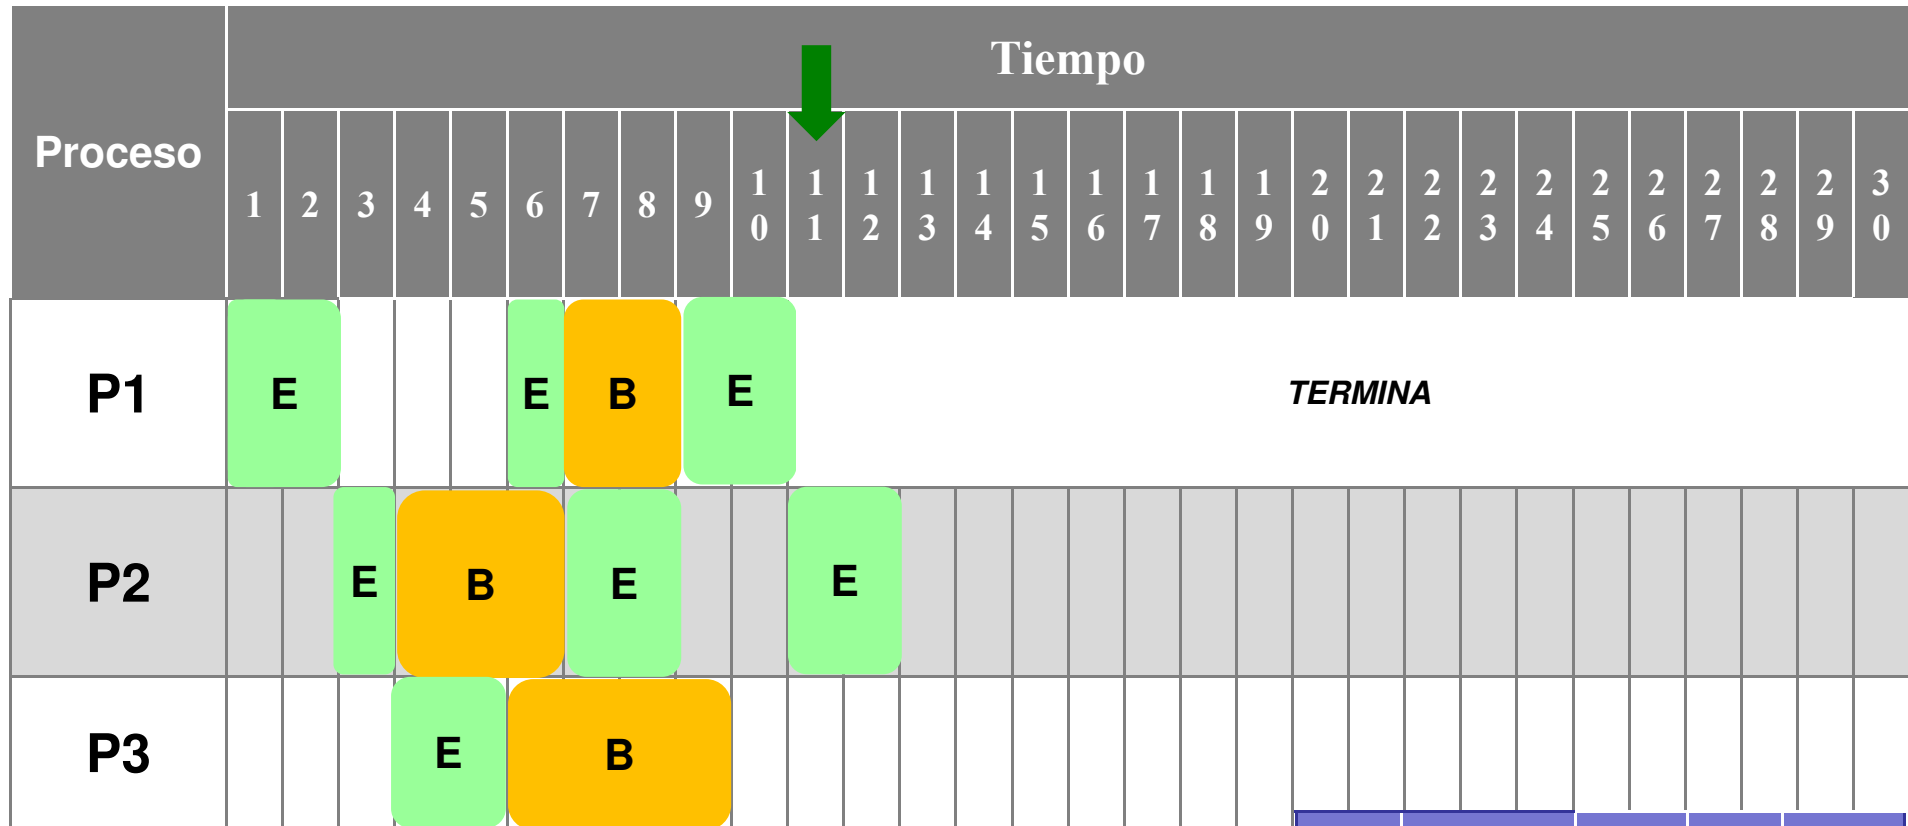 Tiempo
Proceso
1 2 3 4 5 6 7 8 9 10 11 12 13 14 15 16 17 18 19 20 21 22 23 24 25 26 27 28 29 30
P1 E E B E TERMINA
P2 E B E E
P3 E B